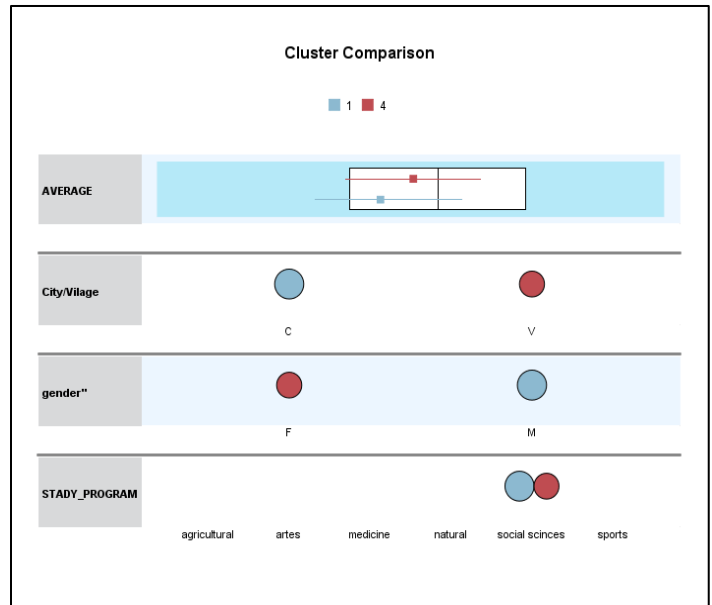 Cluster Comparison
1 4
AVERAGE
City/Vilage
C V
gender"
F M
STADY_PROGRAM
agricultural artes medicine natural social scinces sports